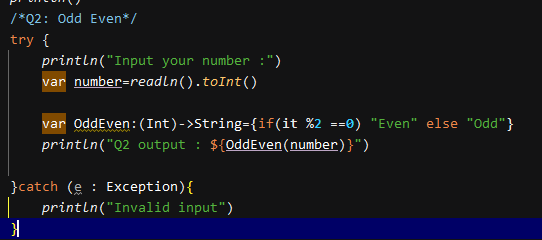 println()
/*Q2: Odd Even*/
try {
    println("Input your number :")
    var number=readln().toInt()
    var OddEven:(Int)->String={if(it %2 ==0) "Even" else "Odd"}
    println("Q2 output : ${OddEven(number)}")
}catch (e : Exception){
    println("Invalid input")
}